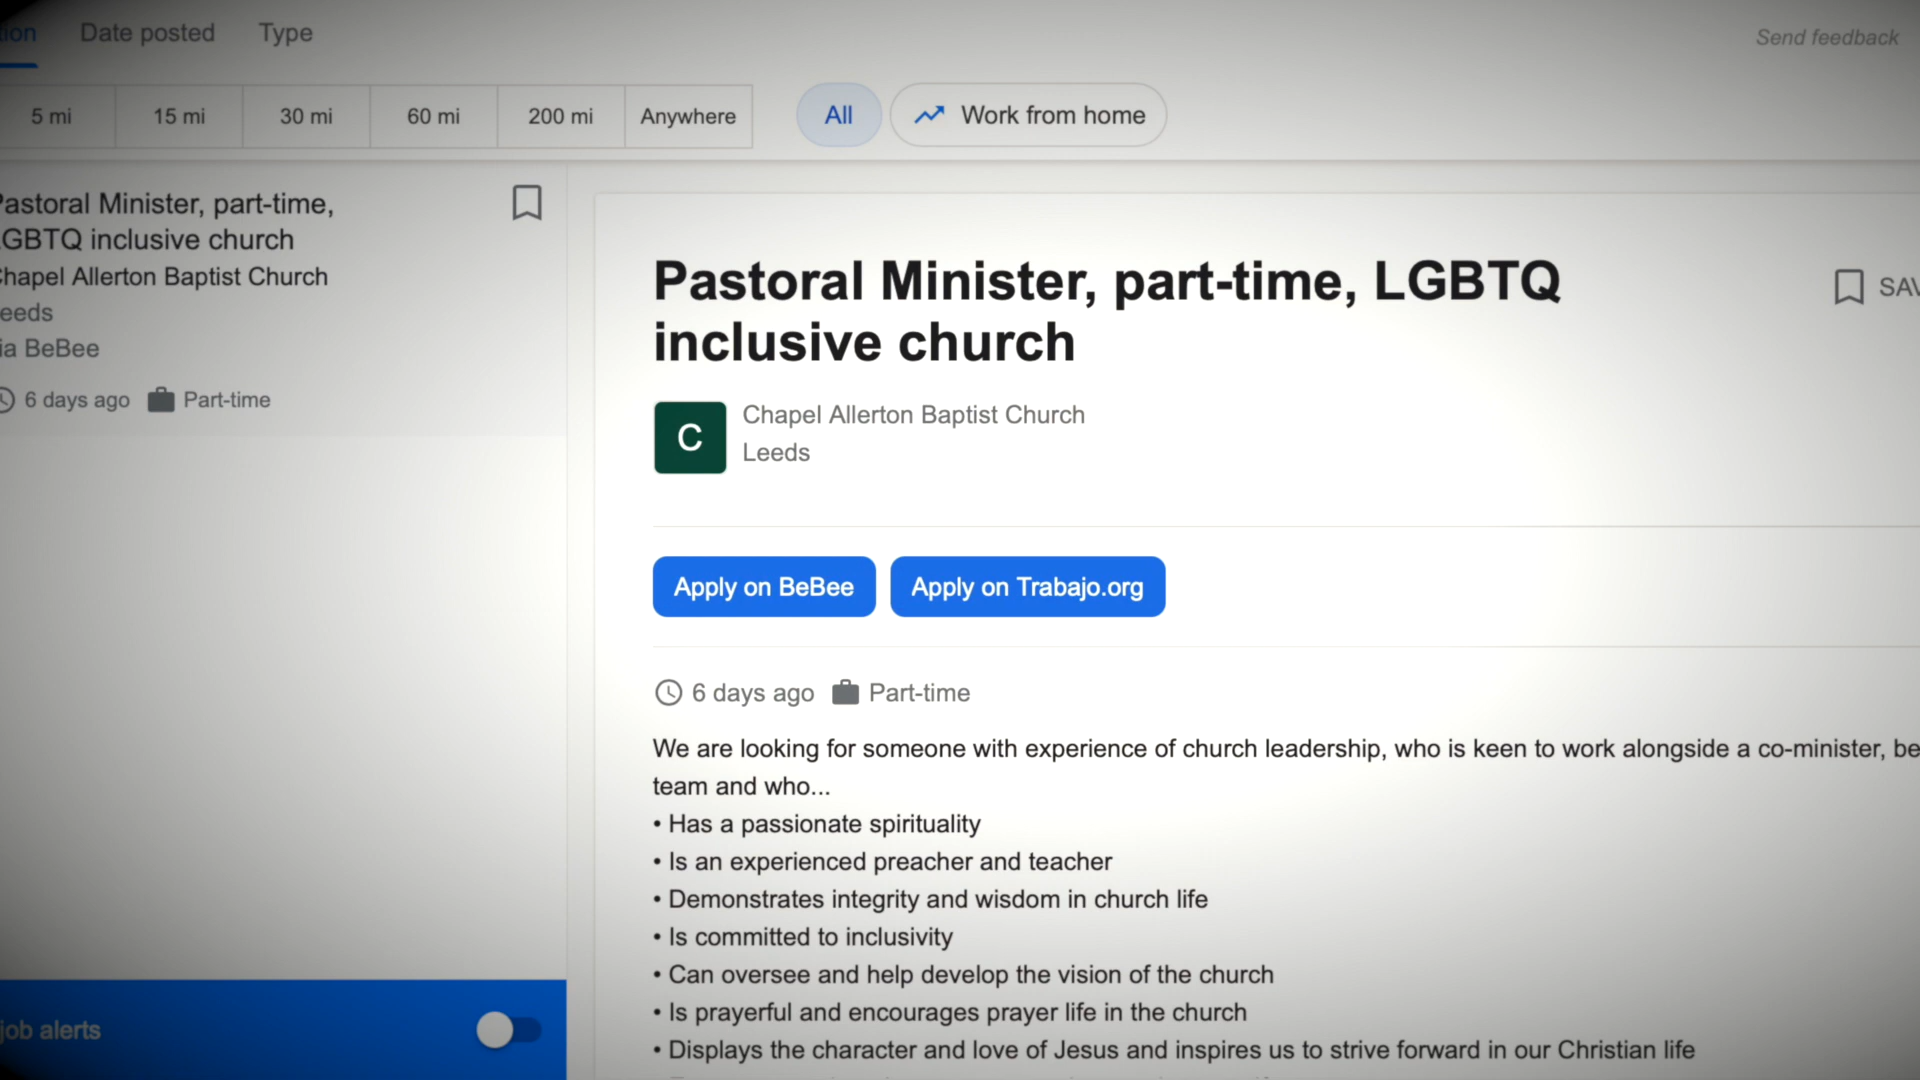 Date posted
Type
Send feedback
5 mi
15 mi
30 mi
60 mi
200 mi
Anywhere
All
Work from home
Pastoral Minister, part-time,
LGBTQ inclusive church
Chapel Allerton Baptist Church
Leeds
via BeBee
6 days ago
Part-time
job alerts
Pastoral Minister, part-time, LGBTQ
inclusive church
C
Chapel Allerton Baptist Church
Leeds
Apply on BeBee
Apply on Trabajo.org
6 days ago
Part-time
We are looking for someone with experience of church leadership, who is keen to work alongside a co-minister,
team and who...
• Has a passionate spirituality
• Is an experienced preacher and teacher
• Demonstrates integrity and wisdom in church life
• Is committed to inclusivity
• Can oversee and help develop the vision of the church
• Is prayerful and encourages prayer life in the church
• Displays the character and love of Jesus and inspires us to strive forward in our Christian life